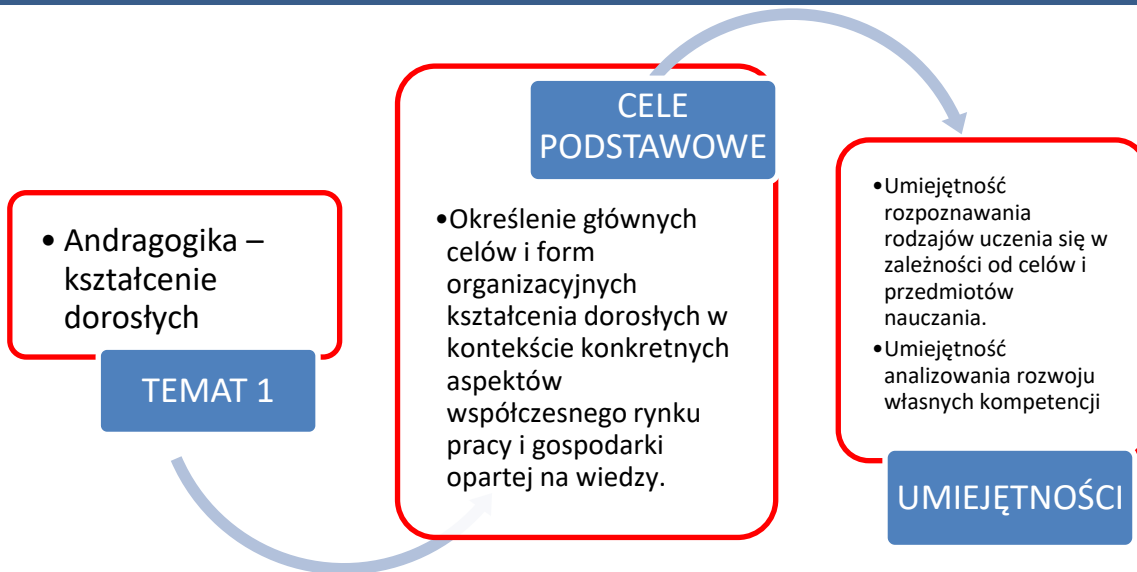 • Andragogika –
kształcenie
dorosłych
TEMAT 1
CELE
PODSTAWOWE
•Określenie głównych
celów i form
organizacyjnych
kształcenia dorosłych w
kontekście konkretnych
aspektów
współczesnego rynku
pracy i gospodarki
opartej na wiedzy.
•Umiejętność
rozpoznawania
rodzajów uczenia się w
zależności od celów i
przedmiotów
nauczania.
•Umiejętność
analizowania rozwoju
własnych kompetencji
UMIEJĘTNOŚCI